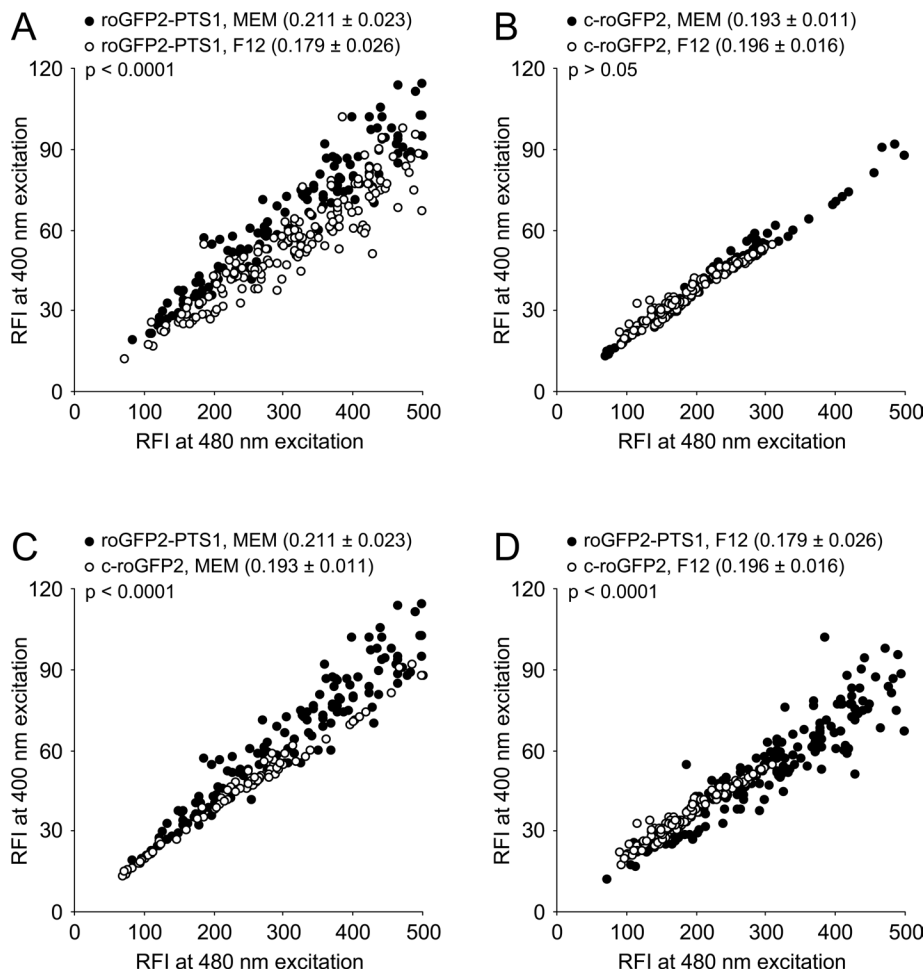 A
● roGFP2-PTS1, MEM (0.211 ± 0.023)
○ roGFP2-PTS1, F12 (0.179 ± 0.026)
p < 0.0001
120
90
60
30
0
0 100 200 300 400 500
RFI at 400 nm excitation
RFI at 480 nm excitation
B
● c-roGFP2, MEM (0.193 ± 0.011)
○ c-roGFP2, F12 (0.196 ± 0.016)
p > 0.05
120
90
60
30
0
0 100 200 300 400 500
RFI at 400 nm excitation
RFI at 480 nm excitation
C
● roGFP2-PTS1, MEM (0.211 ± 0.023)
○ c-roGFP2, MEM (0.193 ± 0.011)
p < 0.0001
120
90
60
30
0
0 100 200 300 400 500
RFI at 400 nm excitation
RFI at 480 nm excitation
D
● roGFP2-PTS1, F12 (0.179 ± 0.026)
○ c-roGFP2, F12 (0.196 ± 0.016)
p < 0.0001
120
90
60
30
0
0 100 200 300 400 500
RFI at 400 nm excitation
RFI at 480 nm excitation